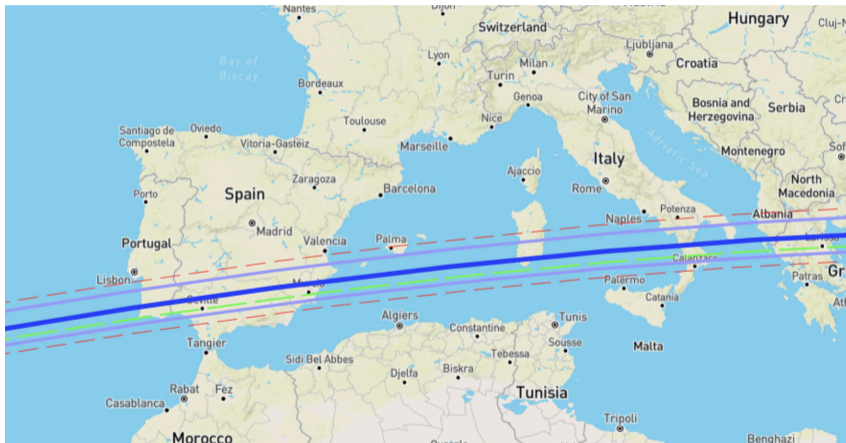 Nantes
Dijon
Switzerland
Hungary
Cluj-N
Ljubljana
Bay of
Biscay
Lyon
Milan
Croatia
Turin
Bordeaux
Genoa
City of San
Marino
Bosnia and
Herzegovina
Serbia
Santiago de
Compostela
Oviedo
Vitoria-Gasteiz
Toulouse
Nice
Marseille
Adriatic Sea
Montenegro
Sof
Porto
Spain
Zaragoza
Barcelona
Ajaccio
Italy
Rome
North
Macedonia
Portugal
Madrid
Valencia
Palma
Naples
Potenza
Albania
Lisbon
Seville
Catanzaro
Gr
Palermo
Patras
Catania
Tangier
Algiers
Constantine
Tunis
Sidi Bel Abbes
Tebessa
Sousse
Malta
Rabat
Fez
Djelfa
Biskra
Tunisia
Casablanca
Morocco
Tripoli
Benghazi